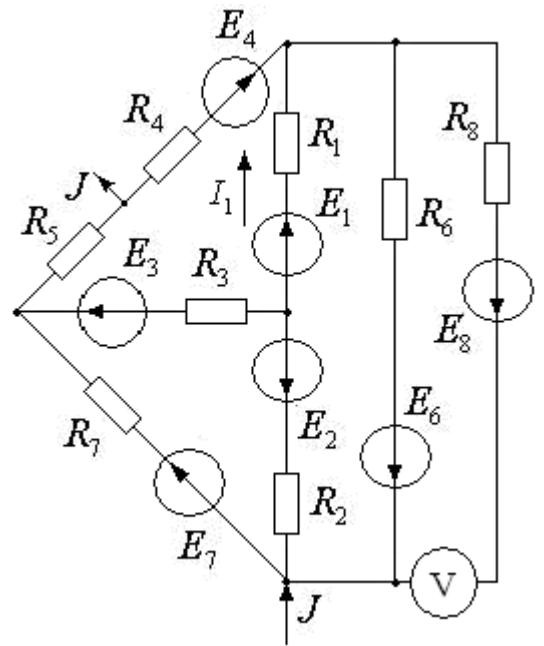 E₄
R₄
R₁
R₈
J
I₁
R₅
E₁
R₆
E₃
R₃
E₈
E₂
E₆
R₇
R₂
E₇
V
J